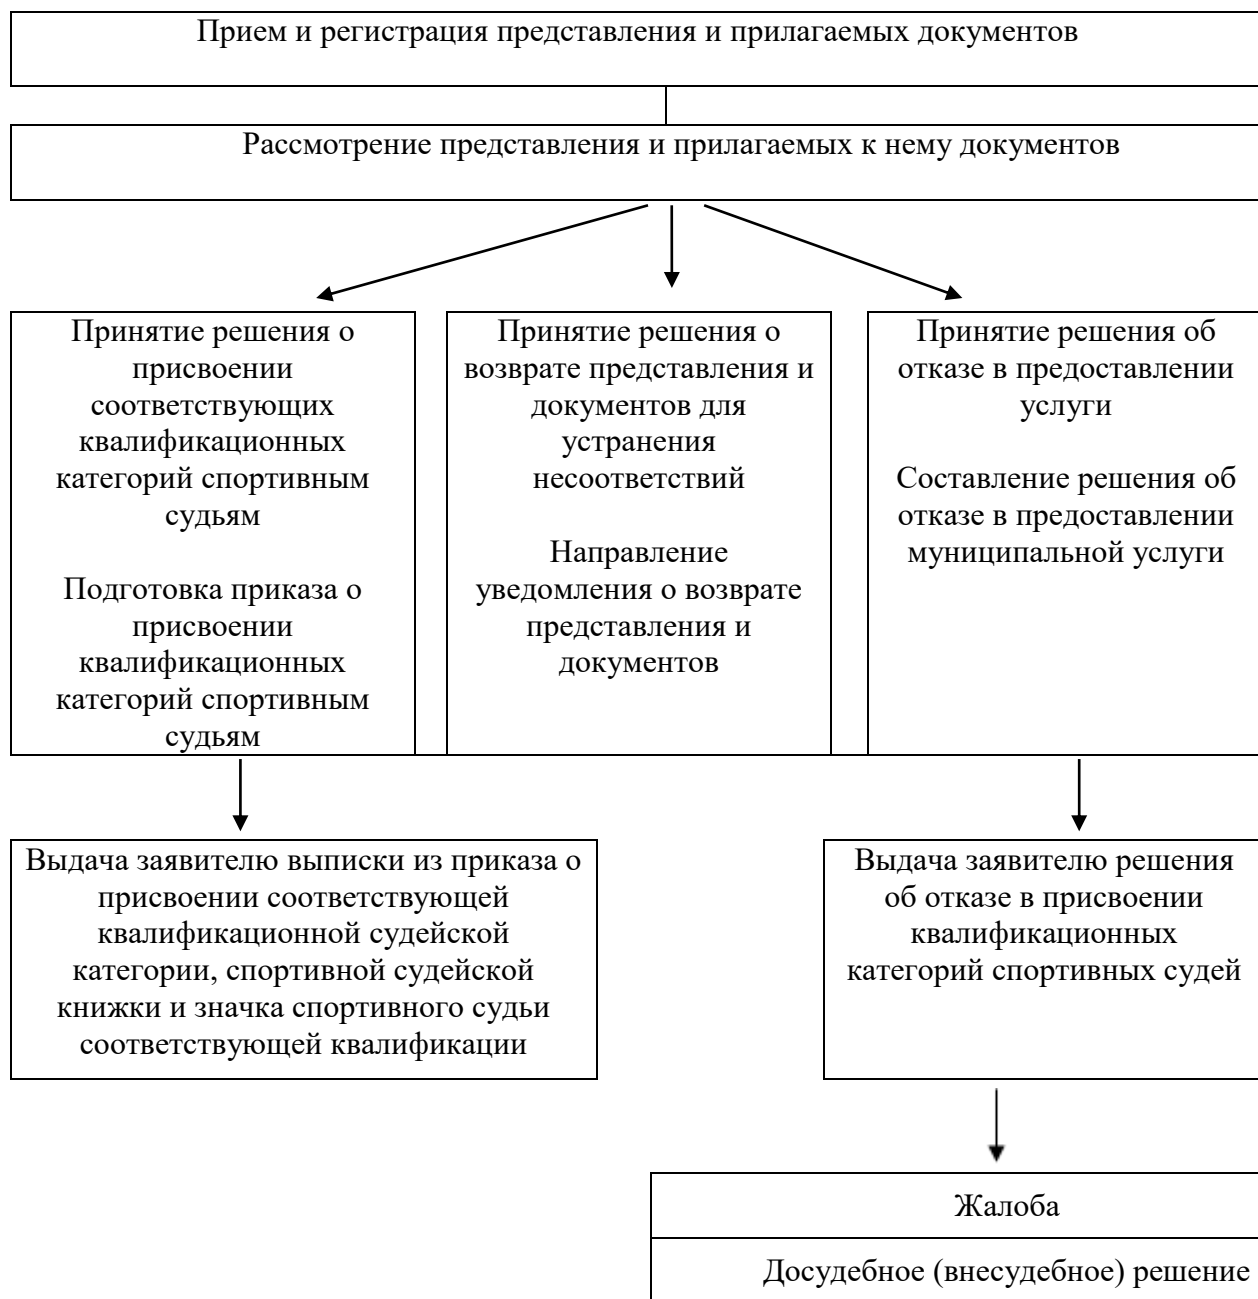 Прием и регистрация представления и прилагаемых документов
Рассмотрение представления и прилагаемых к нему документов
Принятие решения о
присвоении
соответствующих
квалификационных
категорий спортивным
судьям
Подготовка приказа о
присвоении
квалификационных
категорий спортивным
судьям
Принятие решения о
возврате представления и
документов для
устранения
несоответствий
Направление
уведомления о возврате
представления и
документов
Принятие решения об
отказе в предоставлении
услуги
Составление решения об
отказе в предоставлении
муниципальной услуги
Выдача заявителю выписки из приказа о
присвоении соответствующей
квалификационной судейской
категории, спортивной судейской
книжки и значка спортивного судьи
соответствующей квалификации
Выдача заявителю решения
об отказе в присвоении
квалификационных
категорий спортивных судей
Жалоба
Досудебное (внесудебное) решение